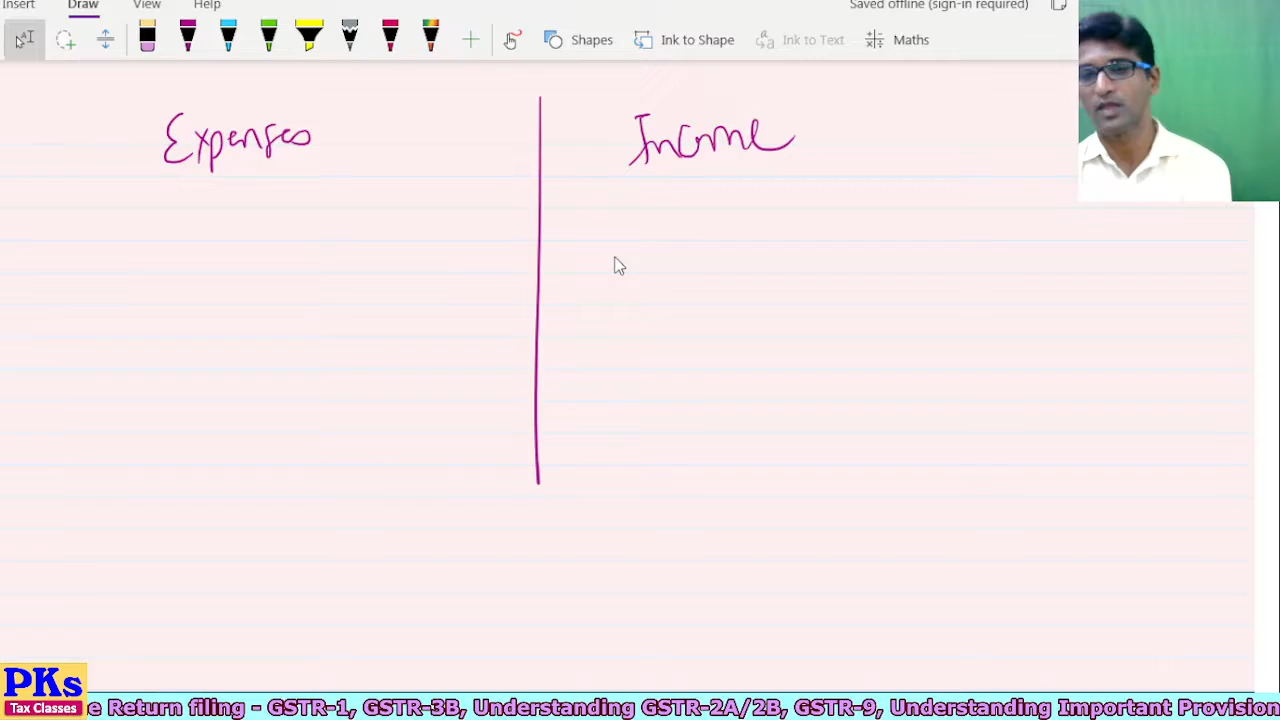 Insert Draw View Help Saved offline (sign-in required)
Shapes Ink to Shape Ink to Text Maths
Expenses Income
PKs
Tax Classes
e Return filing - GSTR-1, GSTR-3B, Understanding GSTR-2A/2B, GSTR-9, Understanding Important Provision